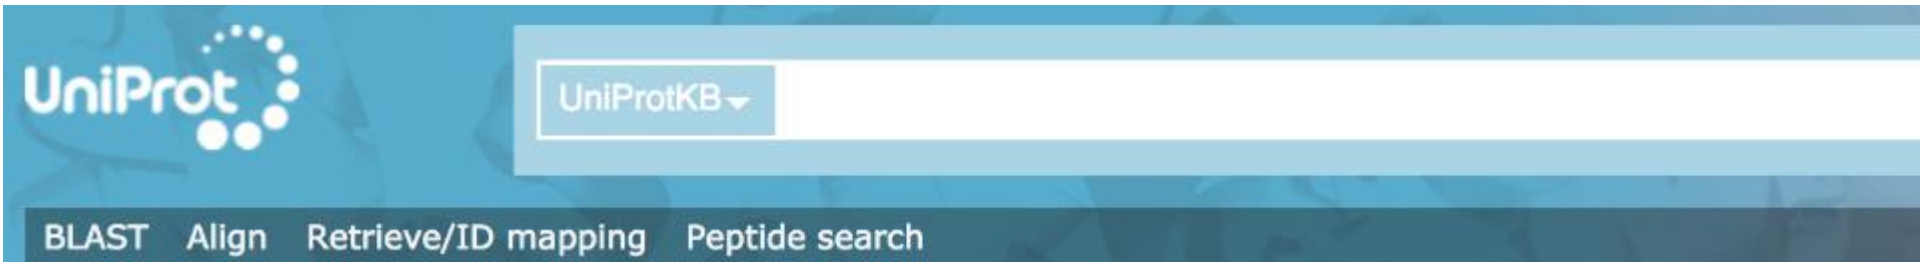 UniProt
UniProtKB
BLAST Align Retrieve/ID mapping Peptide search